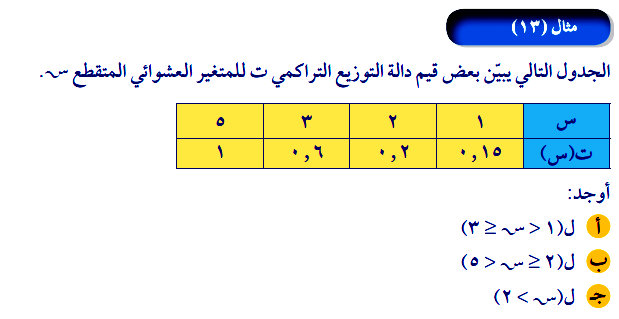 مثال (١٣)
الجدول التالي يبيّن بعض قيم دالة التوزيع التراكمي ت للمتغير العشوائي المتقطع سـ.
س ١ ٢ ٣ ٥
ت(س) ٠,١٥ ٠,٢ ٠,٦ ١
أوجد:
أ ل(١ < سـ ≤ ٣)
ب ل(٢ ≤ سـ < ٥)
جـ ل(سـ > ٢)